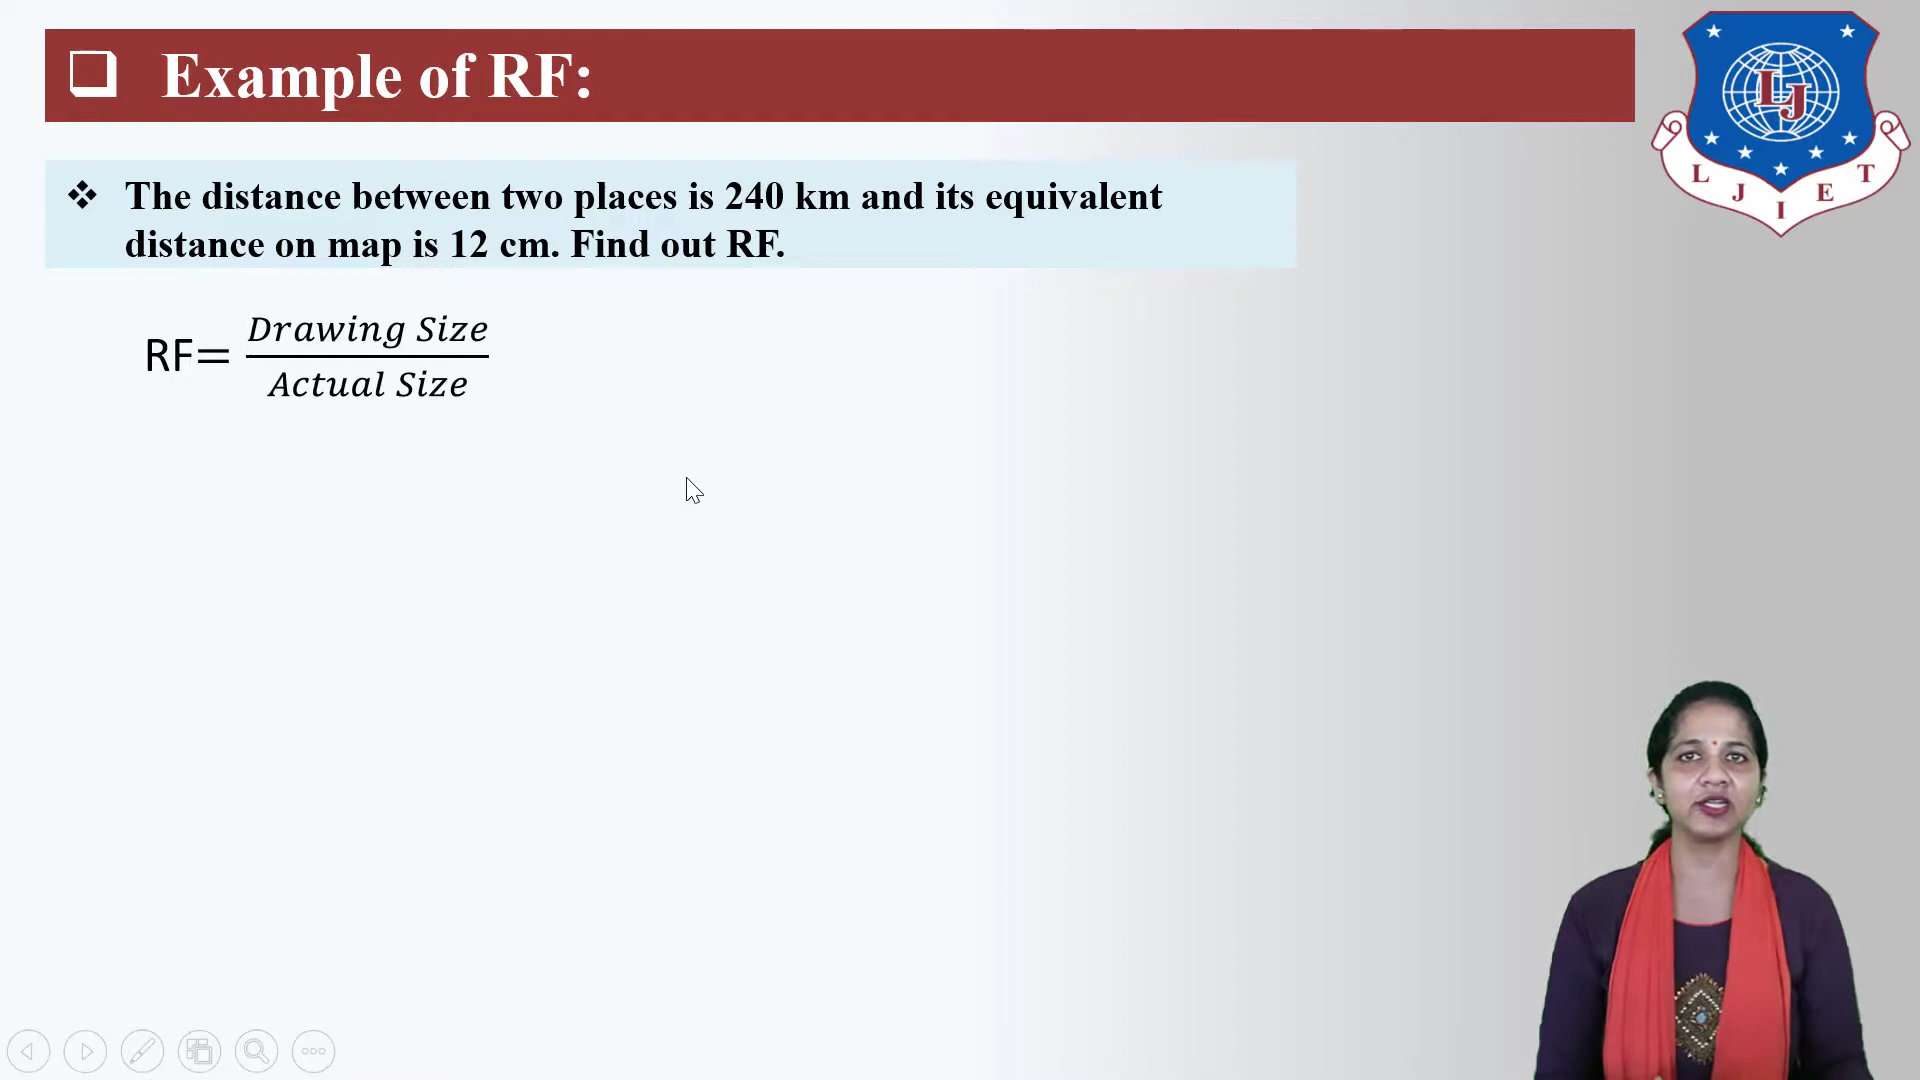 Example of RF:
The distance between two places is 240 km and its equivalent
distance on map is 12 cm. Find out RF.
RF= Drawing Size / Actual Size
LJ
L J I E T